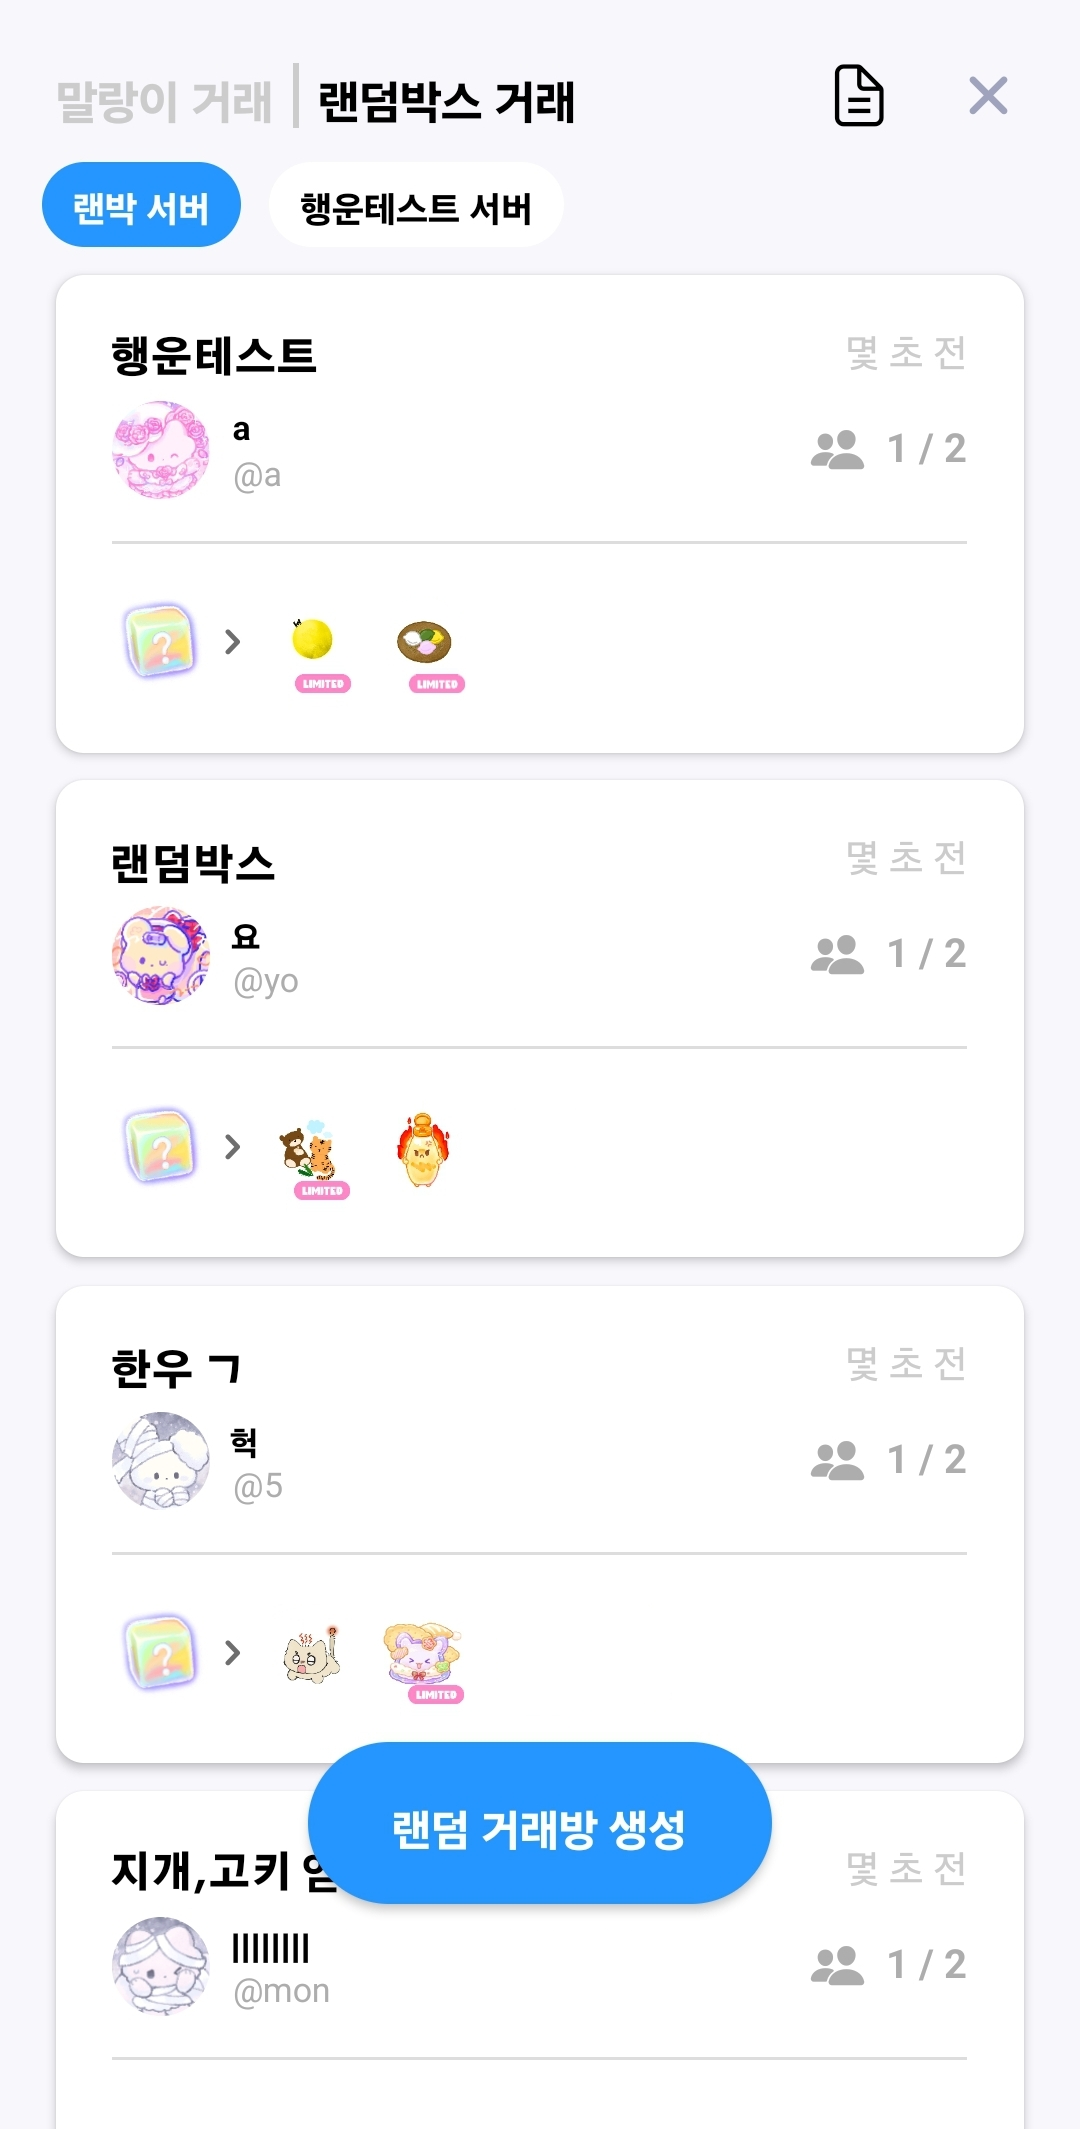 말랑이 거래 랜덤박스 거래
랜박 서버 행운테스트 서버
행운테스트 몇 초 전
a
@a
1 / 2
?
LIMITED LIMITED
랜덤박스 몇 초 전
요
@yo
1 / 2
?
LIMITED
한우 ㄱ 몇 초 전
헉
@5
1 / 2
?
LIMITED
랜덤 거래방 생성
지개,고키 몇 초 전
llllllll
@mon
1 / 2